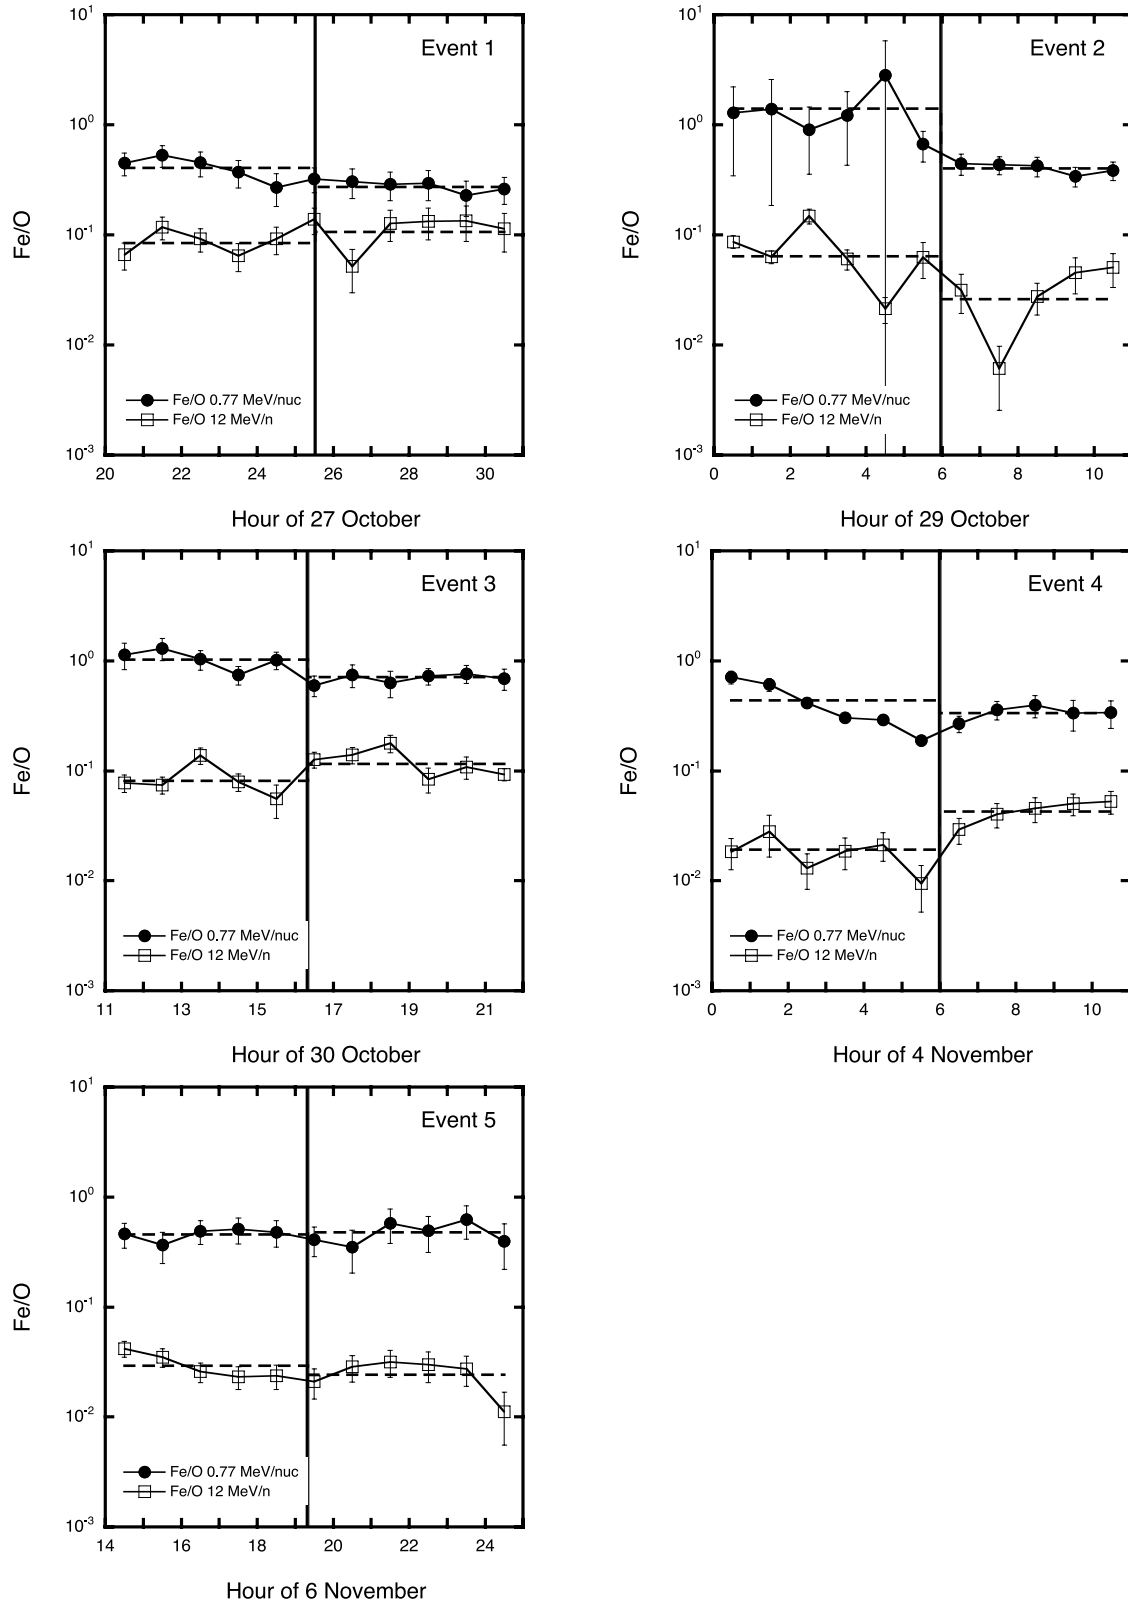 Event 1
10¹
10⁰
10⁻¹
10⁻²
10⁻³
Fe/O
Fe/O 0.77 MeV/nuc
Fe/O 12 MeV/n
20 22 24 26 28 30
Hour of 27 October
Event 2
10¹
10⁰
10⁻¹
10⁻²
10⁻³
Fe/O
Fe/O 0.77 MeV/nuc
Fe/O 12 MeV/n
0 2 4 6 8 10
Hour of 29 October
Event 3
10¹
10⁰
10⁻¹
10⁻²
10⁻³
Fe/O
Fe/O 0.77 MeV/nuc
Fe/O 12 MeV/n
11 13 15 17 19 21
Hour of 30 October
Event 4
10¹
10⁰
10⁻¹
10⁻²
10⁻³
Fe/O
Fe/O 0.77 MeV/nuc
Fe/O 12 MeV/n
0 2 4 6 8 10
Hour of 4 November
Event 5
10¹
10⁰
10⁻¹
10⁻²
10⁻³
Fe/O
Fe/O 0.77 MeV/nuc
Fe/O 12 MeV/n
14 16 18 20 22 24
Hour of 6 November